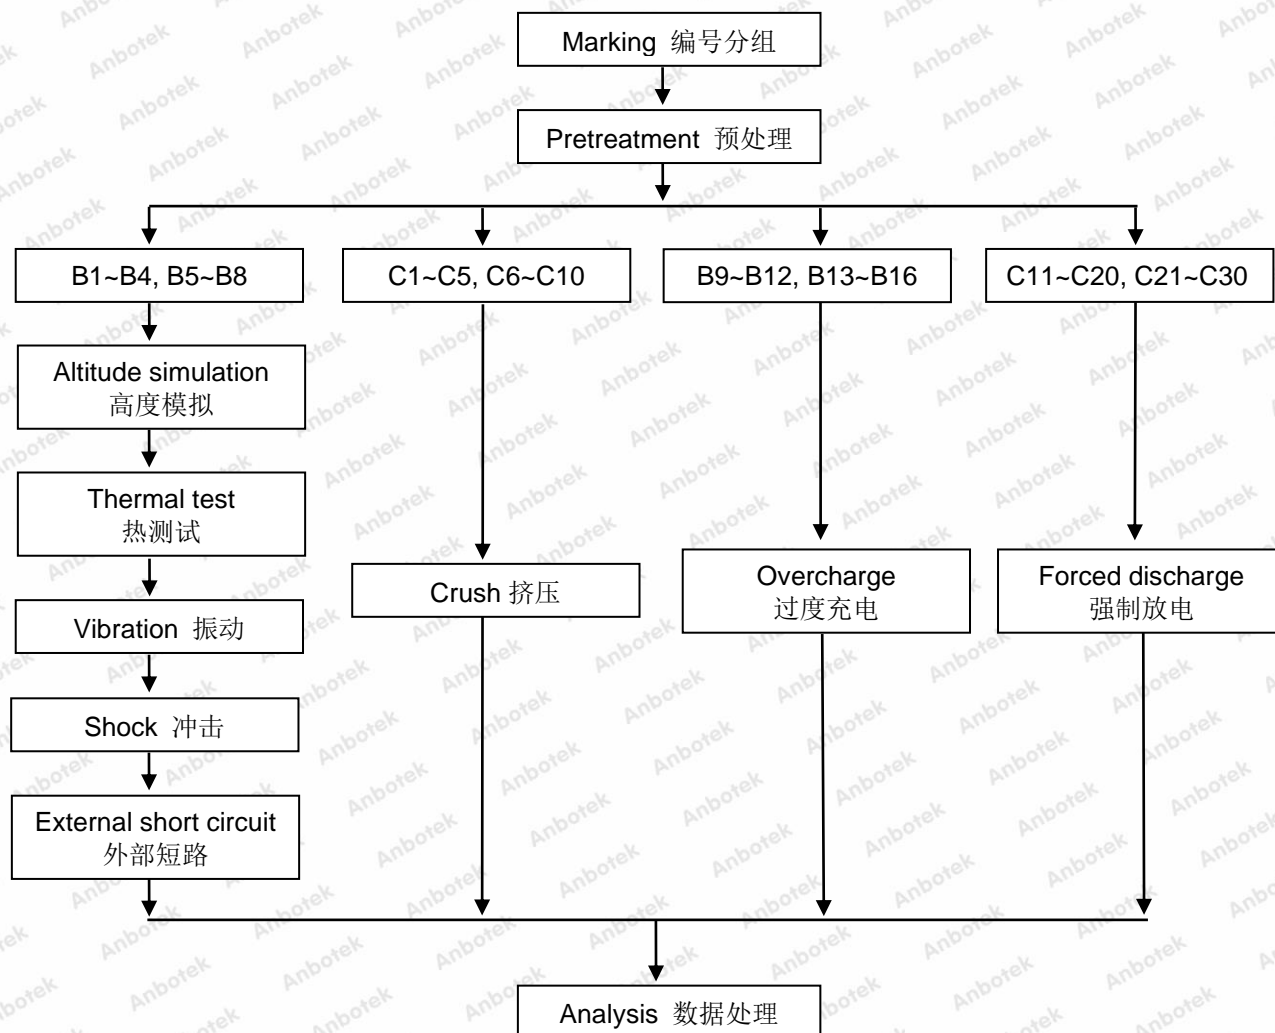 Marking 编号分组
Pretreatment 预处理
B1~B4, B5~B8
C1~C5, C6~C10
B9~B12, B13~B16
C11~C20, C21~C30
Altitude simulation
高度模拟
Thermal test
热测试
Vibration 振动
Shock 冲击
External short circuit
外部短路
Crush 挤压
Overcharge
过度充电
Forced discharge
强制放电
Analysis 数据处理
Anbotek